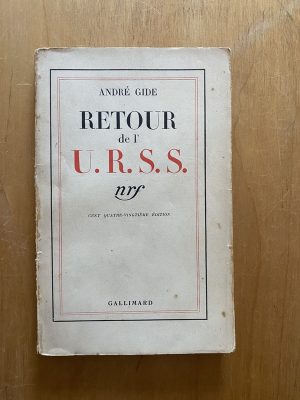 ANDRÉ GIDE
RETOUR
de l'
U.R.S.S.
nrf
CENT QUATRE-VINGTIÈME ÉDITION
GALLIMARD